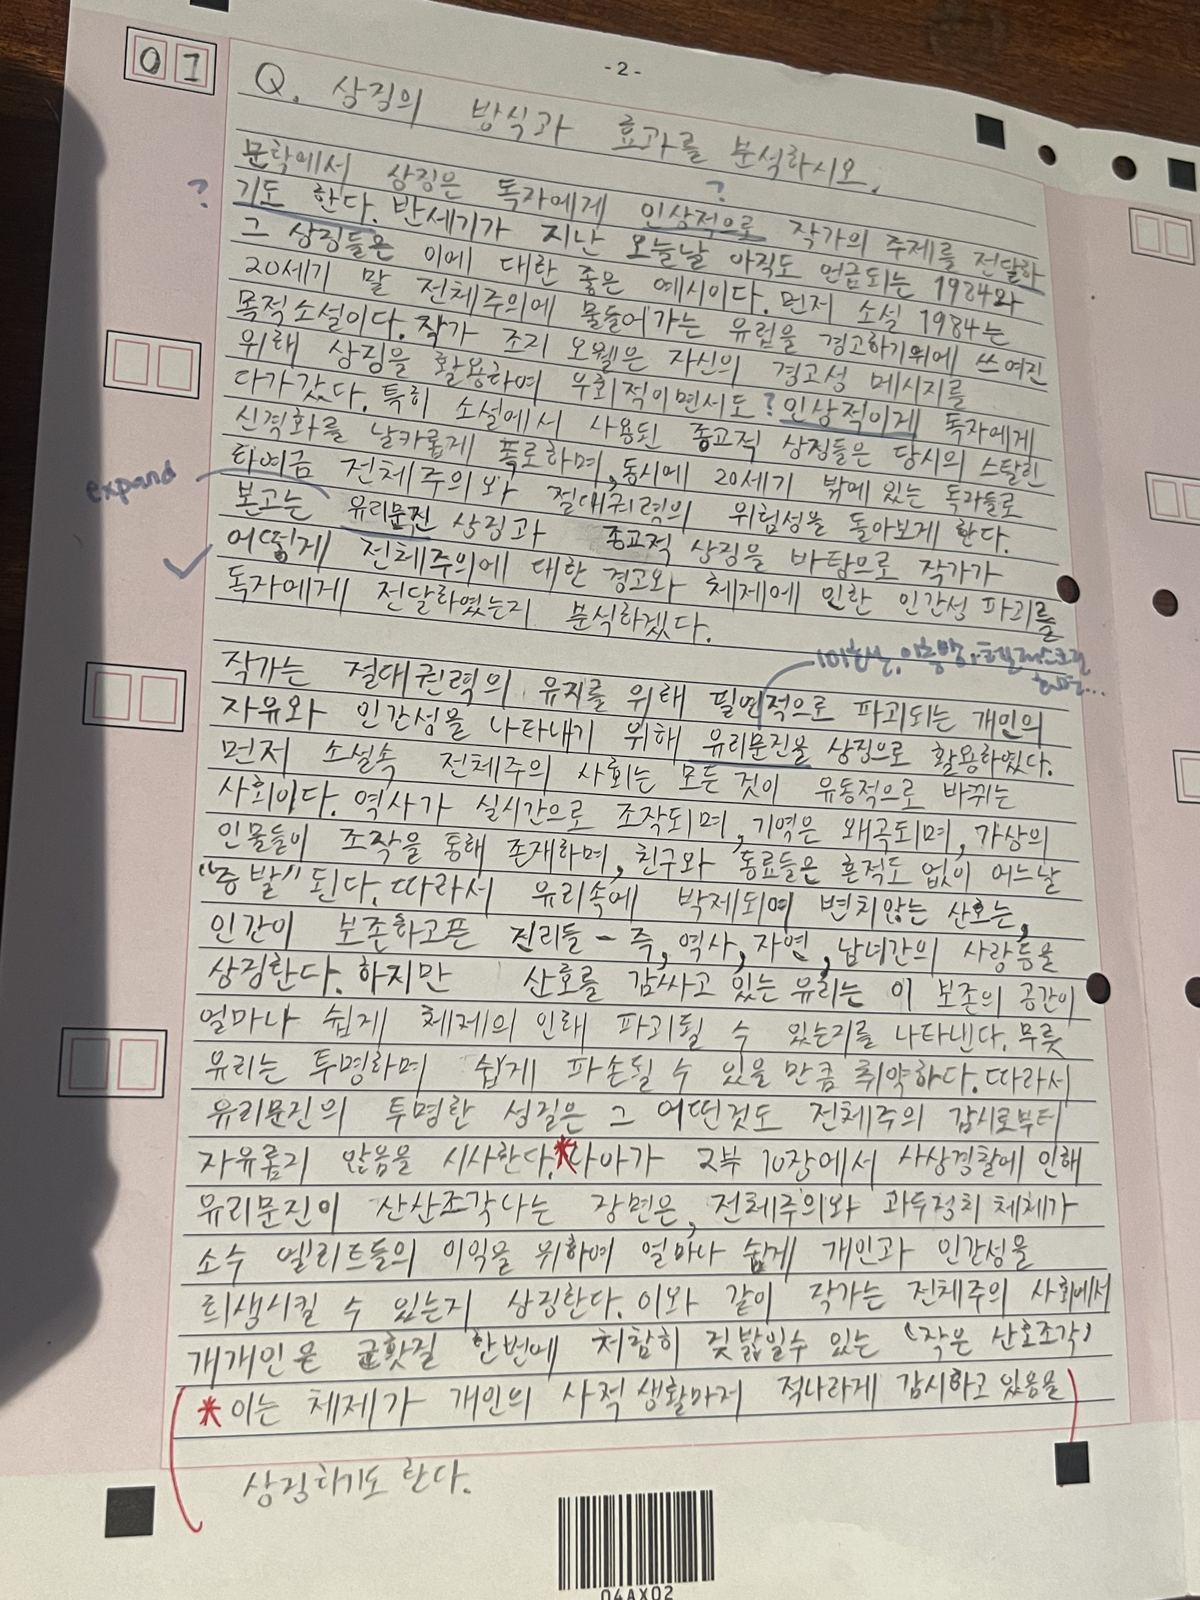 - 2 -
01
Q. 상징의 방식과 효과를 분석하시오.
문학에서 상징은 독자에게 인상적으로 작가의 주제를 전달하
?
?
기도 한다. 반세기가 지난 오늘날 아직도 언급되는 1984와
그 상징들은 이에 대한 좋은 예시이다. 먼저 소설 1984는
20세기 말 전체주의에 물들어가는 유럽을 경고하기위에 쓰여진
목적소설이다. 작가 조지 오웰은 자신의 경고성 메시지를
위해 상징을 활용하여 우회적이면서도 ? 인상적이게 독자에게
다가갔다. 특히 소설에서 사용된 종교적 상징들은 당시의 스탈린
신격화를 날카롭게 폭로하며, 동시에 20세기 밖에 있는 독자들로
하여금 전체주의와 절대권력의 위험성을 돌아보게 한다.
expand
본고는 유리문진 상징과 종교적 상징을 바탕으로 작가가
어떻게 전체주의에 대한 경고와 체제에 의한 인간성 파괴를
독자에게 전달하였는지 분석하겠다.
101호실, 이층방, 텔레스크린
작가는 절대권력의 유지를 위해 필연적으로 파괴되는 개인의
자유와 인간성을 나타내기 위해 유리문진을 상징으로 활용하였다.
먼저 소설속 전체주의 사회는 모든 것이 유동적으로 바뀌는
사회이다. 역사가 실시간으로 조작되며, 기억은 왜곡되며, 가상의
인물들이 조작을 통해 존재하며, 친구와 동료들은 흔적도 없이 어느날
"증발" 된다. 따라서 유리속에 박제되어 변치않는 산호는,
인간이 보존하고픈 진리들 - 즉, 역사, 자연, 남녀간의 사랑등을
상징한다. 하지만 산호를 감싸고 있는 유리는 이 보존의 공간이
얼마나 쉽게 체제의 인해 파괴될 수 있는지를 나타낸다. 무릇
유리는 투명하며 쉽게 파손될 수 있을 만큼 취약하다. 따라서
유리문진의 투명한 성질은 그 어떤것도 전체주의 감시로부터
자유롭지 않음을 시사한다.* 나아가 2부 10장에서 사상경찰에 인해
유리문진이 산산조각나는 장면은, 전체주의와 과두정치 체제가
소수 엘리트들의 이익을 위하여 얼마나 쉽게 개인과 인간성을
희생시킬 수 있는지 상징한다. 이와 같이 작가는 전체주의 사회에서
개개인은 군홧질 한번에 처참히 짖밟일수 있는 '작은 산호조각'
* 이는 체제가 개인의 사적 생활마저 적나라게 감시하고 있음을
상징하기도 한다.
04AX02